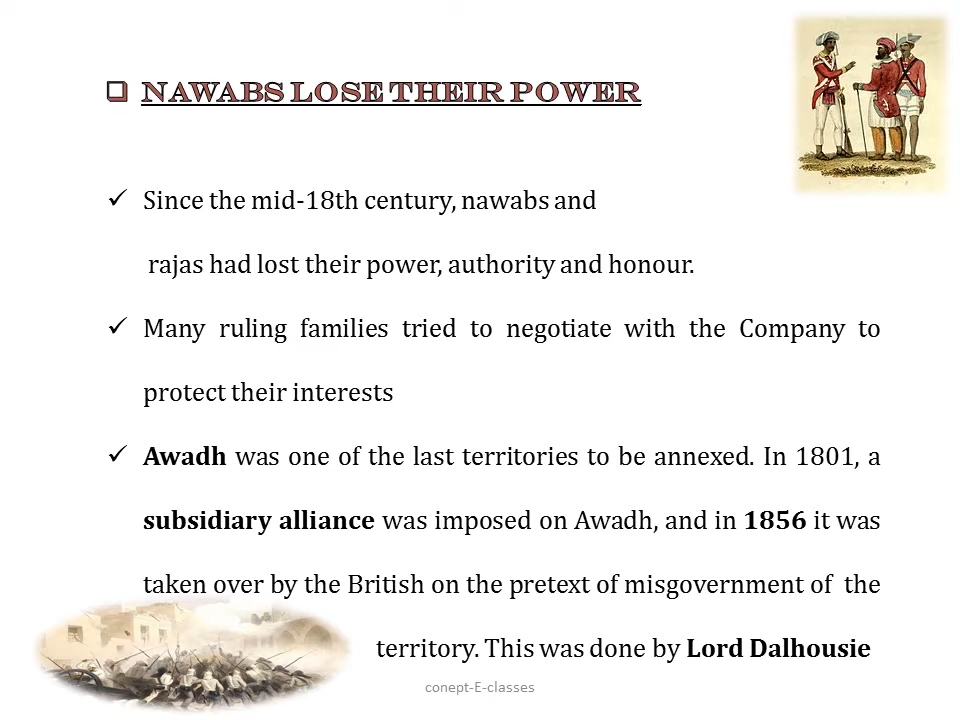 NAWABS LOSE THEIR POWER
Since the mid-18th century, nawabs and
rajas had lost their power, authority and honour.
Many ruling families tried to negotiate with the Company to
protect their interests
Awadh was one of the last territories to be annexed. In 1801, a
subsidiary alliance was imposed on Awadh, and in 1856 it was
taken over by the British on the pretext of misgovernment of the
territory. This was done by Lord Dalhousie
conept-E-classes